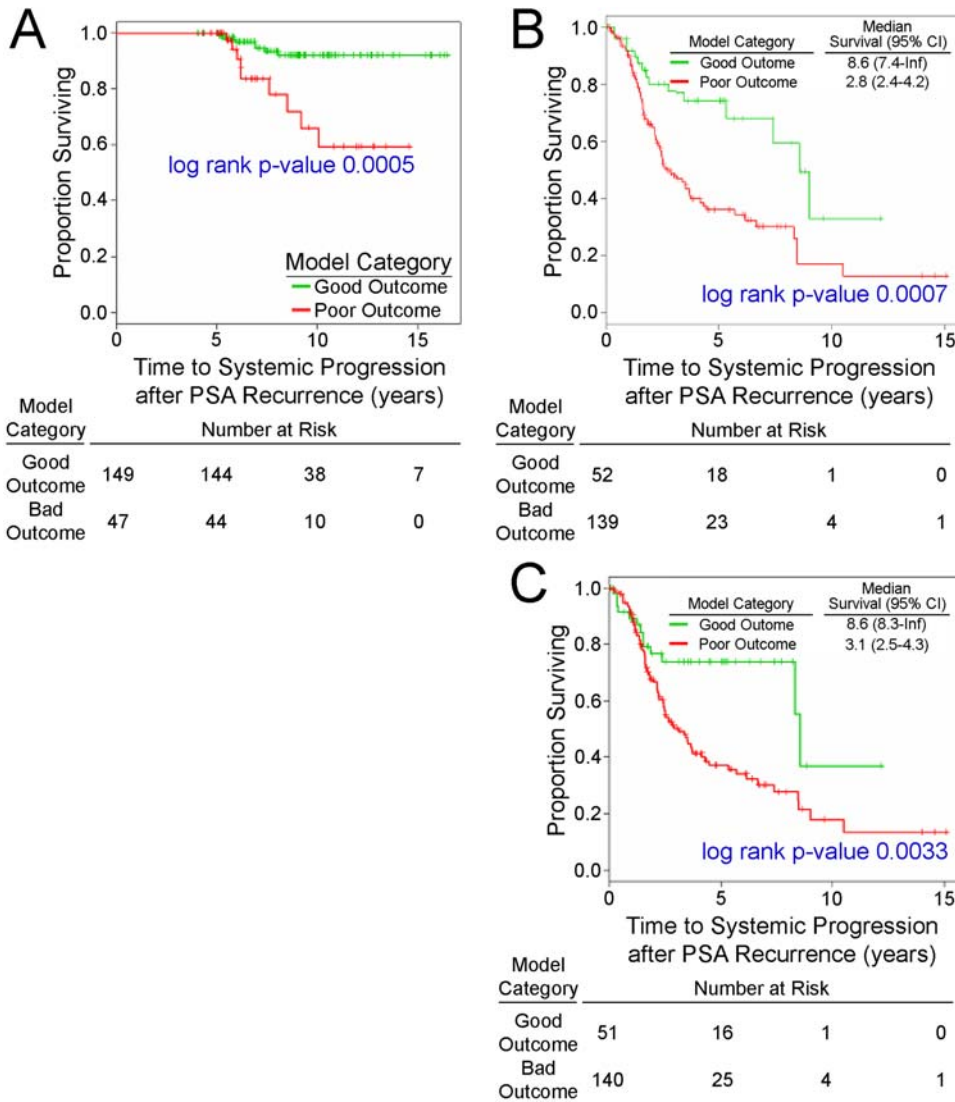 A
1.0
0.8
0.6
0.4
0.2
0.0
Proportion Surviving
log rank p-value 0.0005
Model Category
Good Outcome
Poor Outcome
0 5 10 15
Time to Systemic Progression
after PSA Recurrence (years)
Model
Category
Number at Risk
Good
Outcome
149 144 38 7
Bad
Outcome
47 44 10 0
B
1.0
0.8
0.6
0.4
0.2
0.0
Proportion Surviving
Model Category
Median
Survival (95% CI)
Good Outome 8.6 (7.4-Inf)
Poor Outcome 2.8 (2.4-4.2)
log rank p-value 0.0007
0 5 10 15
Time to Systemic Progression
after PSA Recurrence (years)
Model
Category
Number at Risk
Good
Outcome
52 18 1 0
Bad
Outcome
139 23 4 1
C
1.0
0.8
0.6
0.4
0.2
0.0
Proportion Surviving
Model Category
Median
Survival (95% CI)
Good Outome 8.6 (8.3-Inf)
Poor Outcome 3.1 (2.5-4.3)
log rank p-value 0.0033
0 5 10 15
Time to Systemic Progression
after PSA Recurrence (years)
Model
Category
Number at Risk
Good
Outcome
51 16 1 0
Bad
Outcome
140 25 4 1